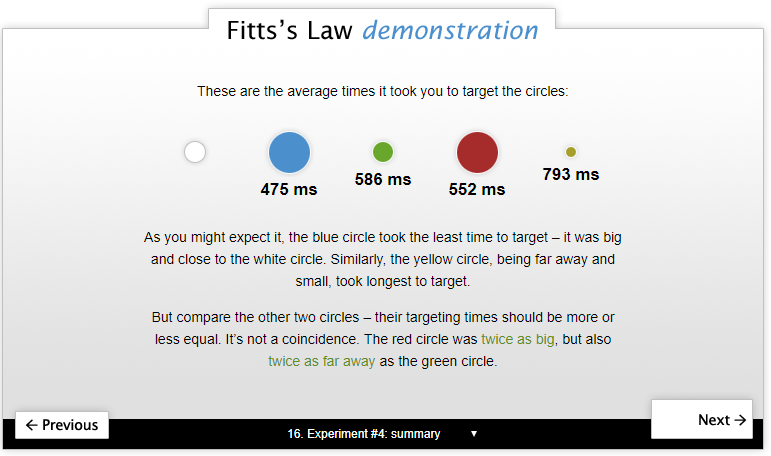 Fitts's Law demonstration
These are the average times it took you to target the circles:
475 ms
586 ms
552 ms
793 ms
As you might expect it, the blue circle took the least time to target – it was big
and close to the white circle. Similarly, the yellow circle, being far away and
small, took longest to target.
But compare the other two circles – their targeting times should be more or
less equal. It's not a coincidence. The red circle was twice as big, but also
twice as far away as the green circle.
← Previous
16. Experiment #4: summary ▼
Next →